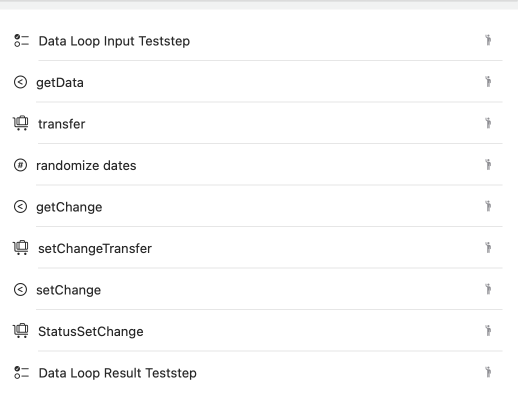 Data Loop Input Teststep
getData
transfer
randomize dates
getChange
setChangeTransfer
setChange
StatusSetChange
Data Loop Result Teststep